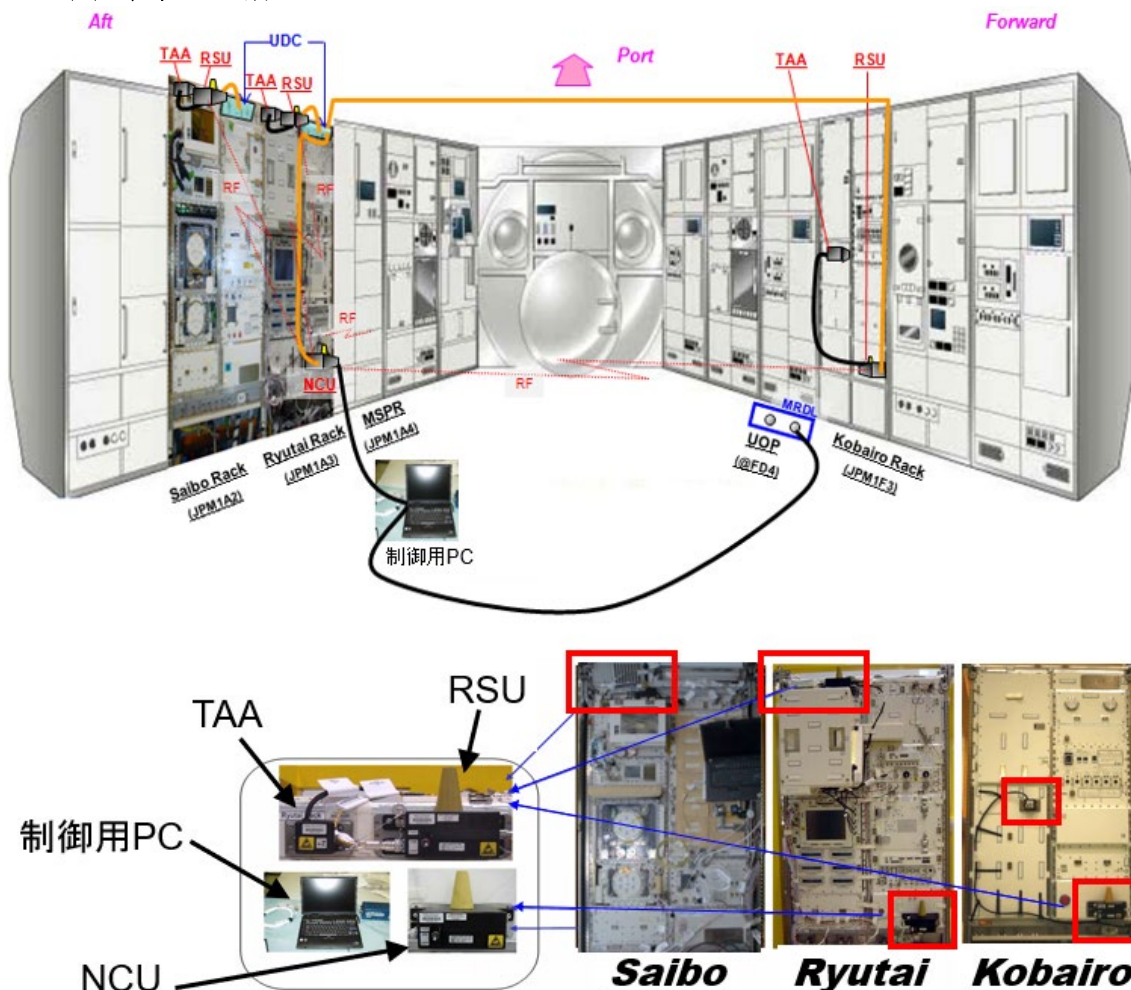 Aft
Forward
Port
UDC
TAA
RSU
TAA
RSU
TAA
RSU
RF
RF
RF
RF
NCU
MRDL
MSPR
(JPM1A4)
Ryutai Rack
(JPM1A3)
Saibo Rack
(JPM1A2)
UOP
(@FD4)
Kobairo Rack
(JPM1F3)
制御用PC
RSU
TAA
Ryutai Rack
制御用PC
NCU
Saibo
Ryutai
Kobairo